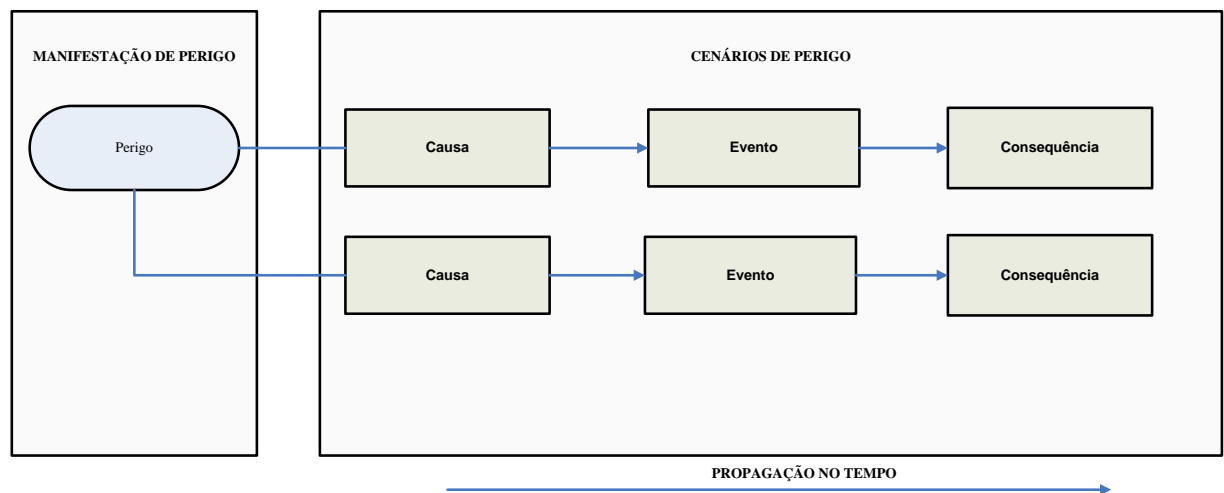 MANIFESTAÇÃO DE PERIGO
CENÁRIOS DE PERIGO
Perigo
Causa
Evento
Consequência
Causa
Evento
Consequência
PROPAGAÇÃO NO TEMPO